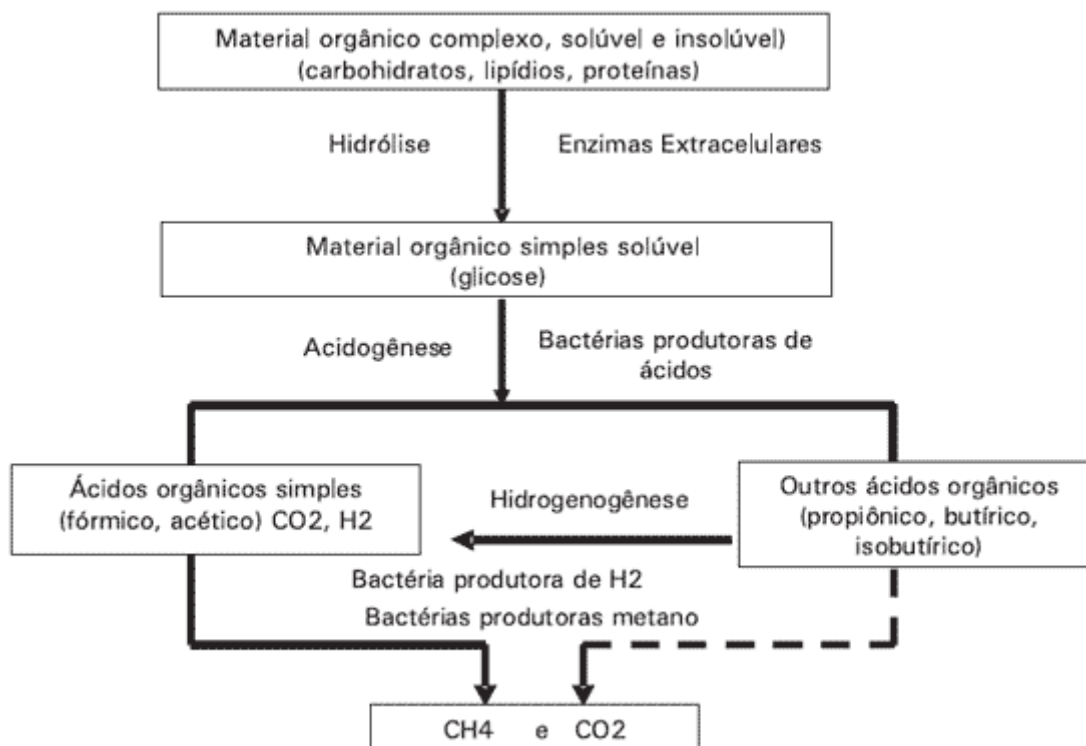 Material orgânico complexo, solúvel e insolúvel)
(carbohidratos, lipídios, proteínas)
Hidrólise
Enzimas Extracelulares
Material orgânico simples solúvel
(glicose)
Acidogênese
Bactérias produtoras de
ácidos
Ácidos orgânicos simples
(fórmico, acético) CO2, H2
Hidrogenogênese
Outros ácidos orgânicos
(propiônico, butírico,
isobutírico)
Bactéria produtora de H2
Bactérias produtoras metano
CH4 e CO2